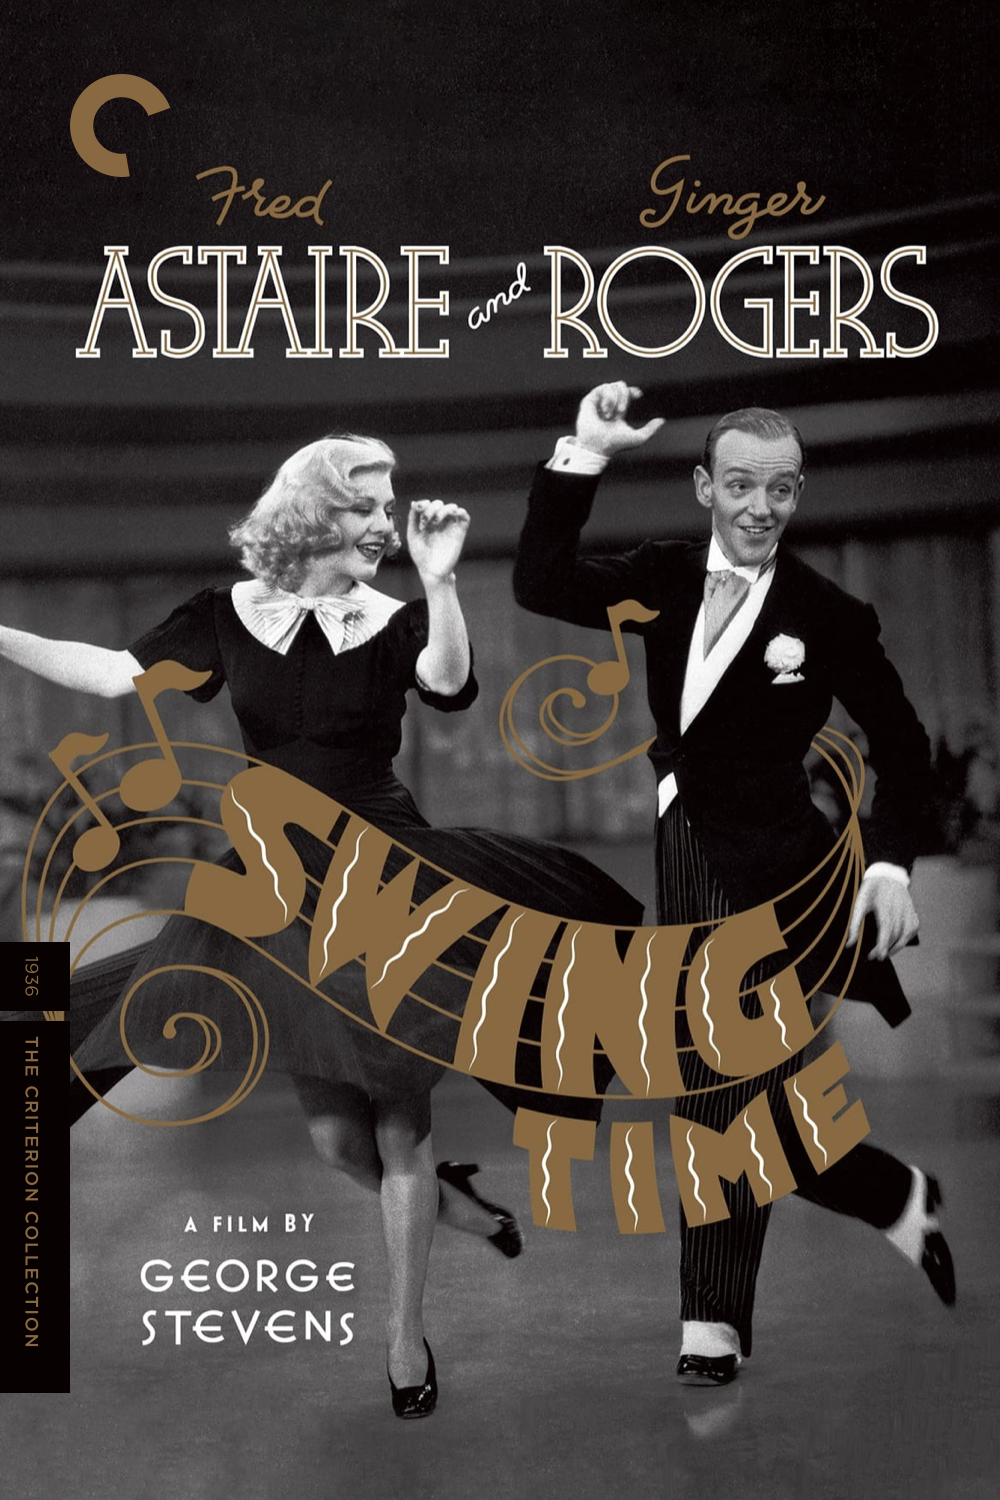 Fred Ginger
ASTAIRE and ROGERS
SWING
TIME
A FILM BY
GEORGE
STEVENS
1936
THE CRITERION COLLECTION